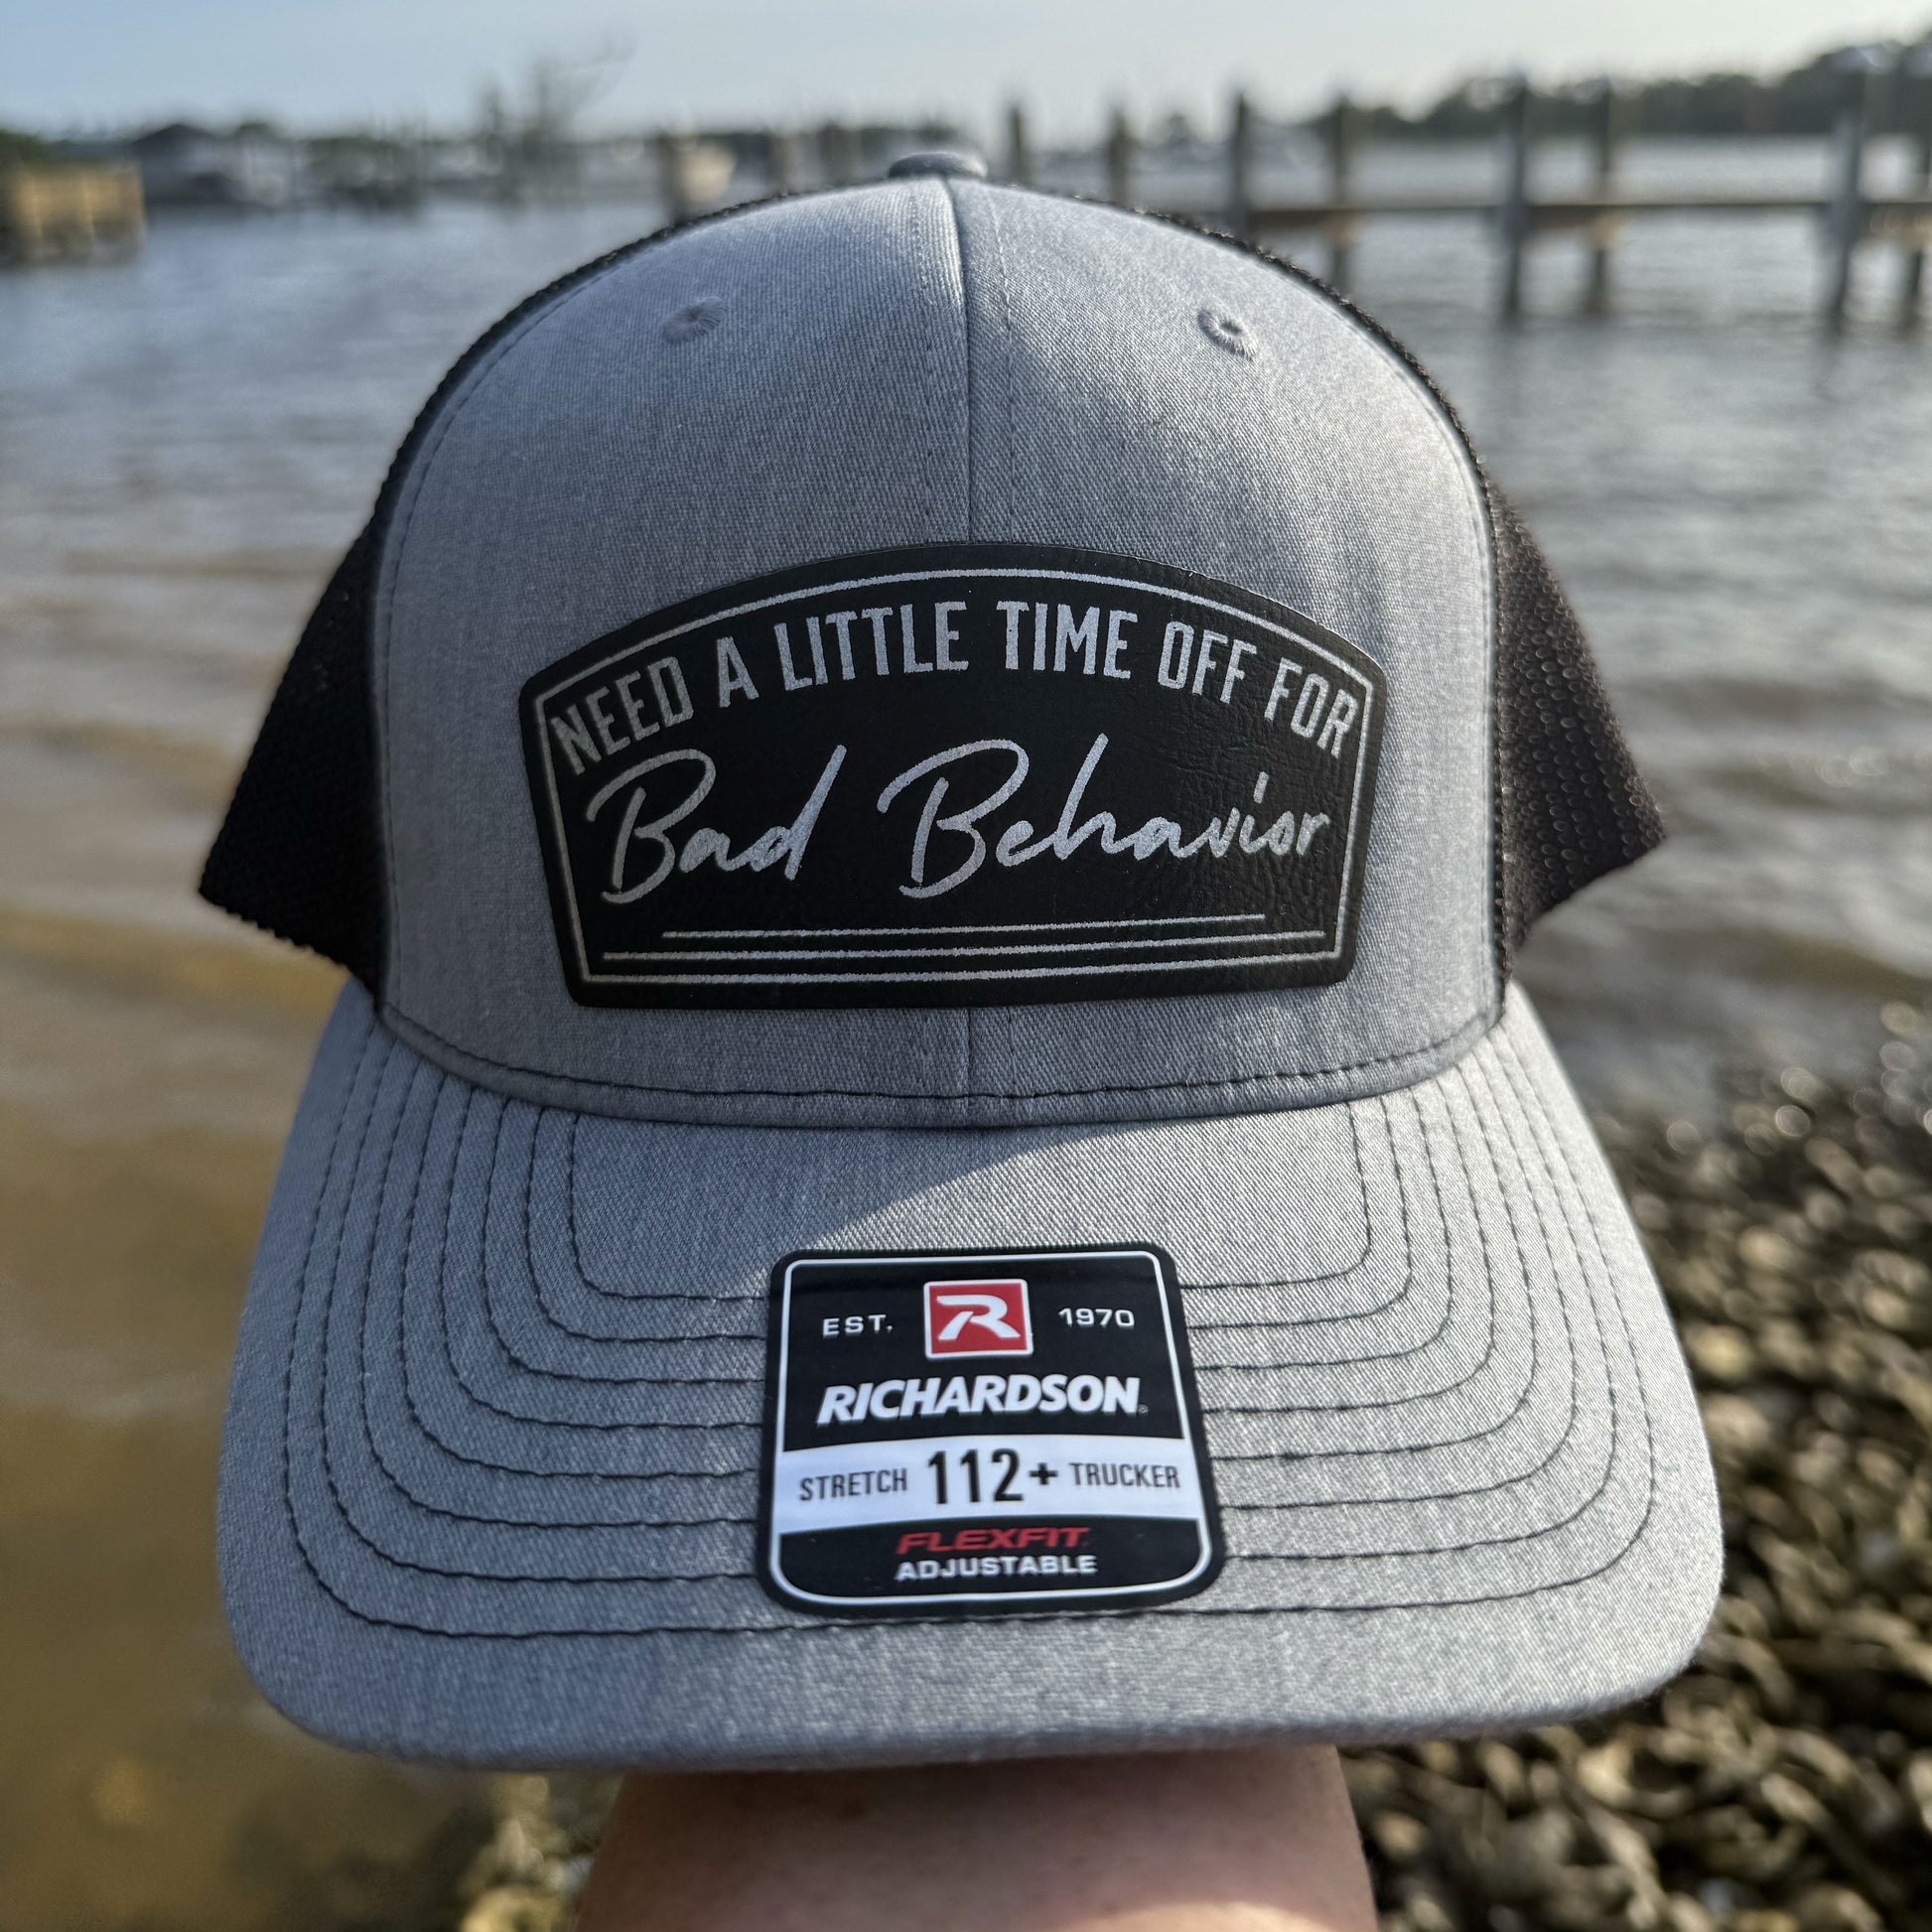 NEED A LITTLE TIME OFF FOR
Bad Behavior
EST. R 1970
RICHARDSON
STRETCH 112+ TRUCKER
FLEXFIT
ADJUSTABLE